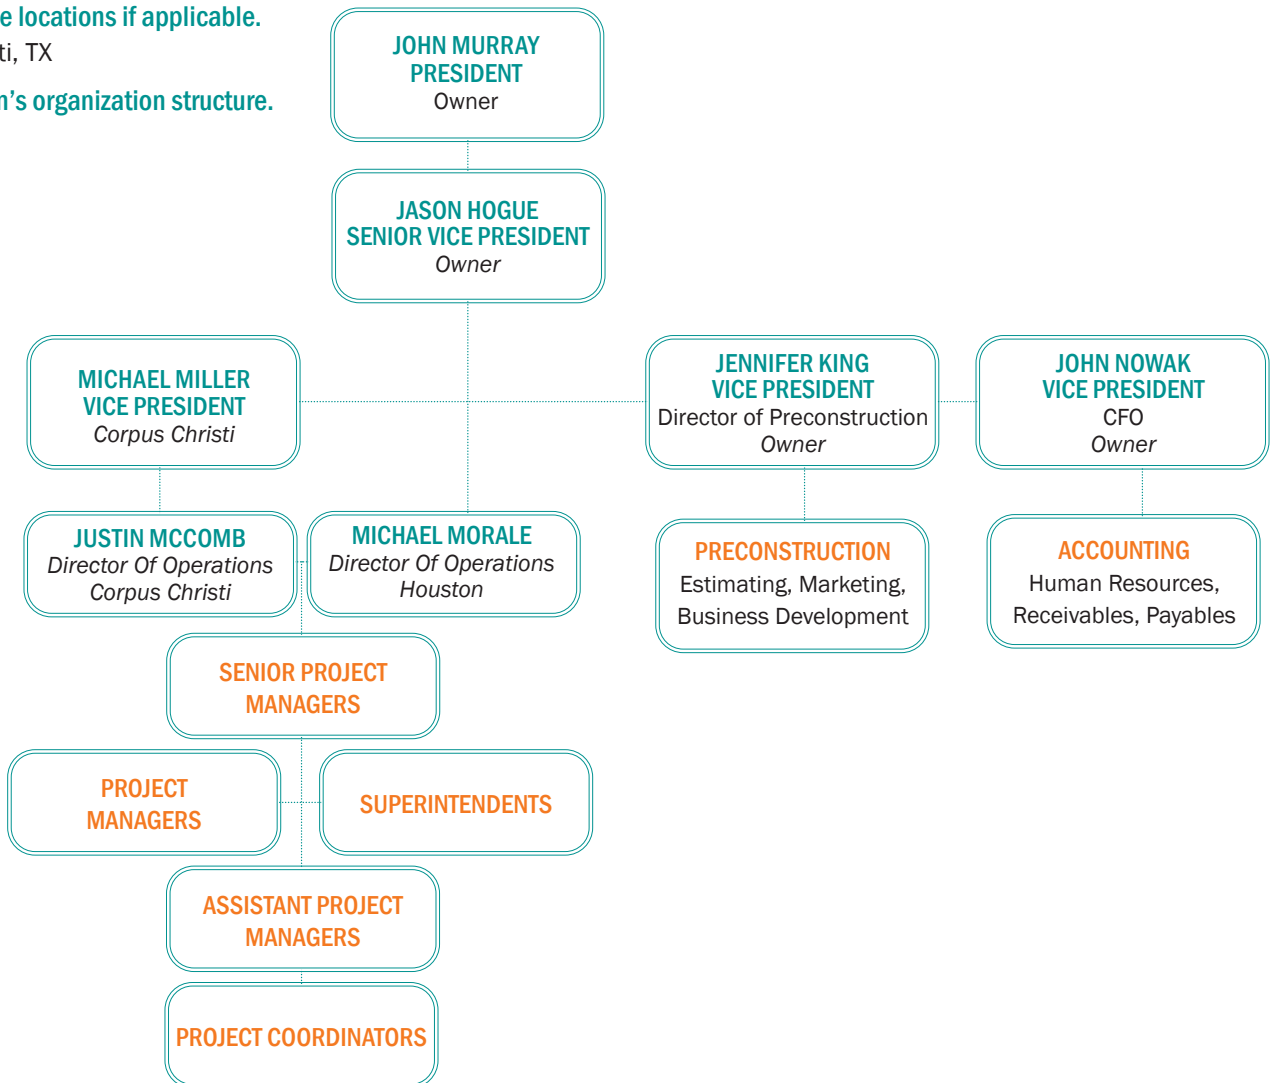 e locations if applicable.
ti, TX
n's organization structure.
JOHN MURRAY
PRESIDENT
Owner
JASON HOGUE
SENIOR VICE PRESIDENT
Owner
MICHAEL MILLER
VICE PRESIDENT
Corpus Christi
JENNIFER KING
VICE PRESIDENT
Director of Preconstruction
Owner
JOHN NOWAK
VICE PRESIDENT
CFO
Owner
JUSTIN MCCOMB
Director Of Operations
Corpus Christi
MICHAEL MORALE
Director Of Operations
Houston
PRECONSTRUCTION
Estimating, Marketing,
Business Development
ACCOUNTING
Human Resources,
Receivables, Payables
SENIOR PROJECT
MANAGERS
PROJECT
MANAGERS
SUPERINTENDENTS
ASSISTANT PROJECT
MANAGERS
PROJECT COORDINATORS